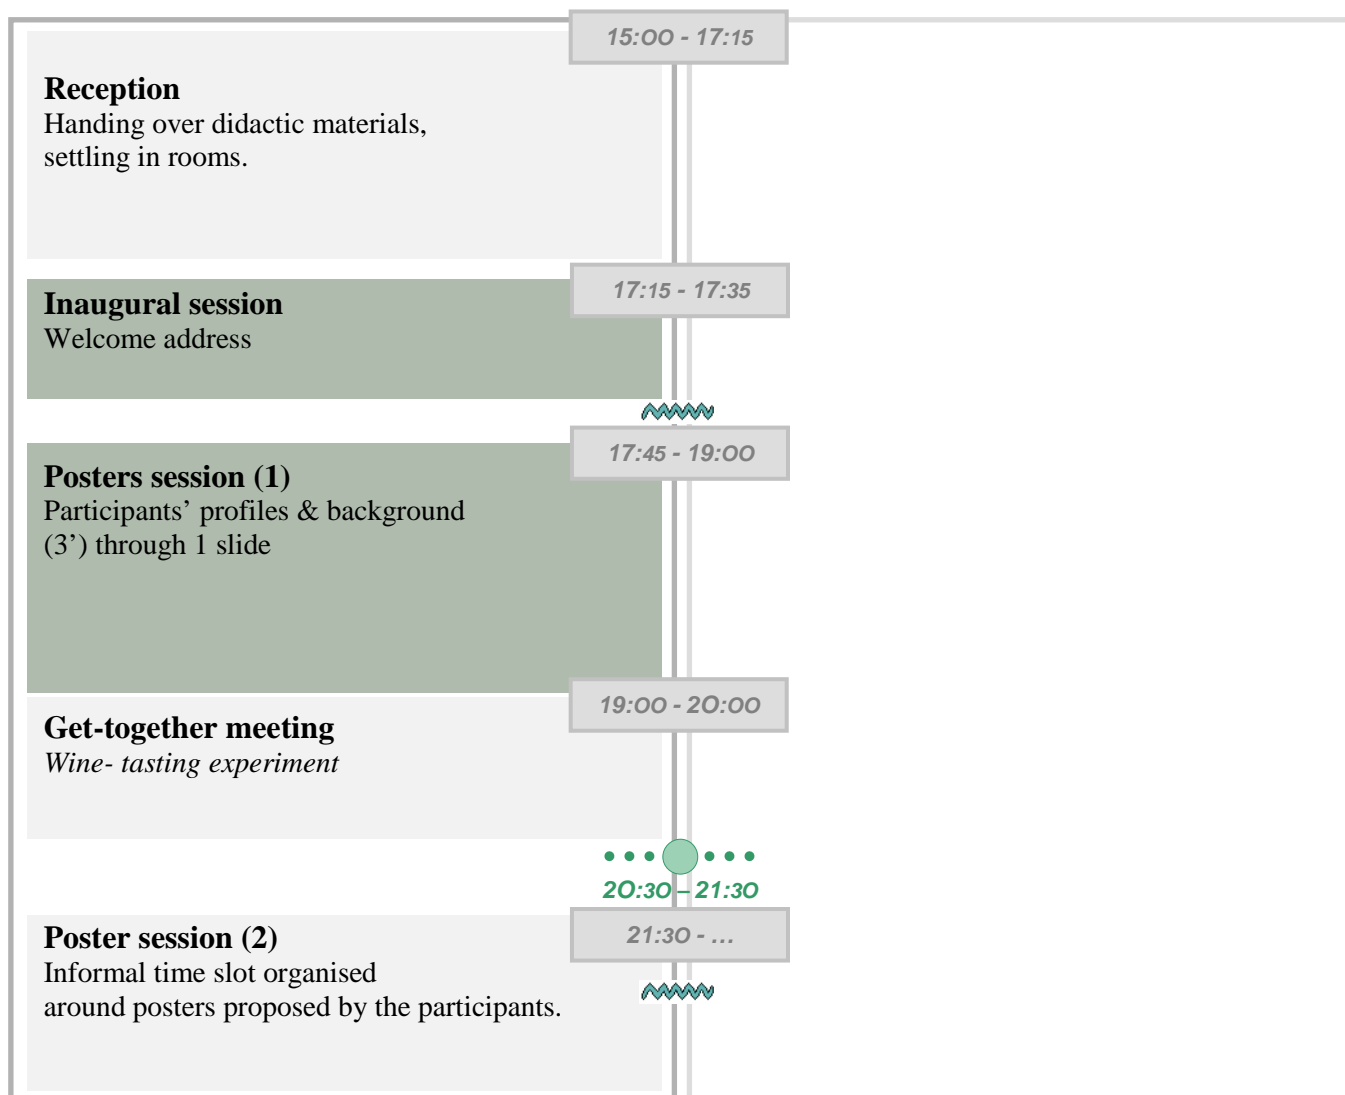 15:00 - 17:15
Reception
Handing over didactic materials,
settling in rooms.
17:15 - 17:35
Inaugural session
Welcome address
17:45 - 19:00
Posters session (1)
Participants’ profiles & background
(3’) through 1 slide
19:00 - 20:00
Get-together meeting
Wine- tasting experiment
20:30 – 21:30
21:30 - …
Poster session (2)
Informal time slot organised
around posters proposed by the participants.